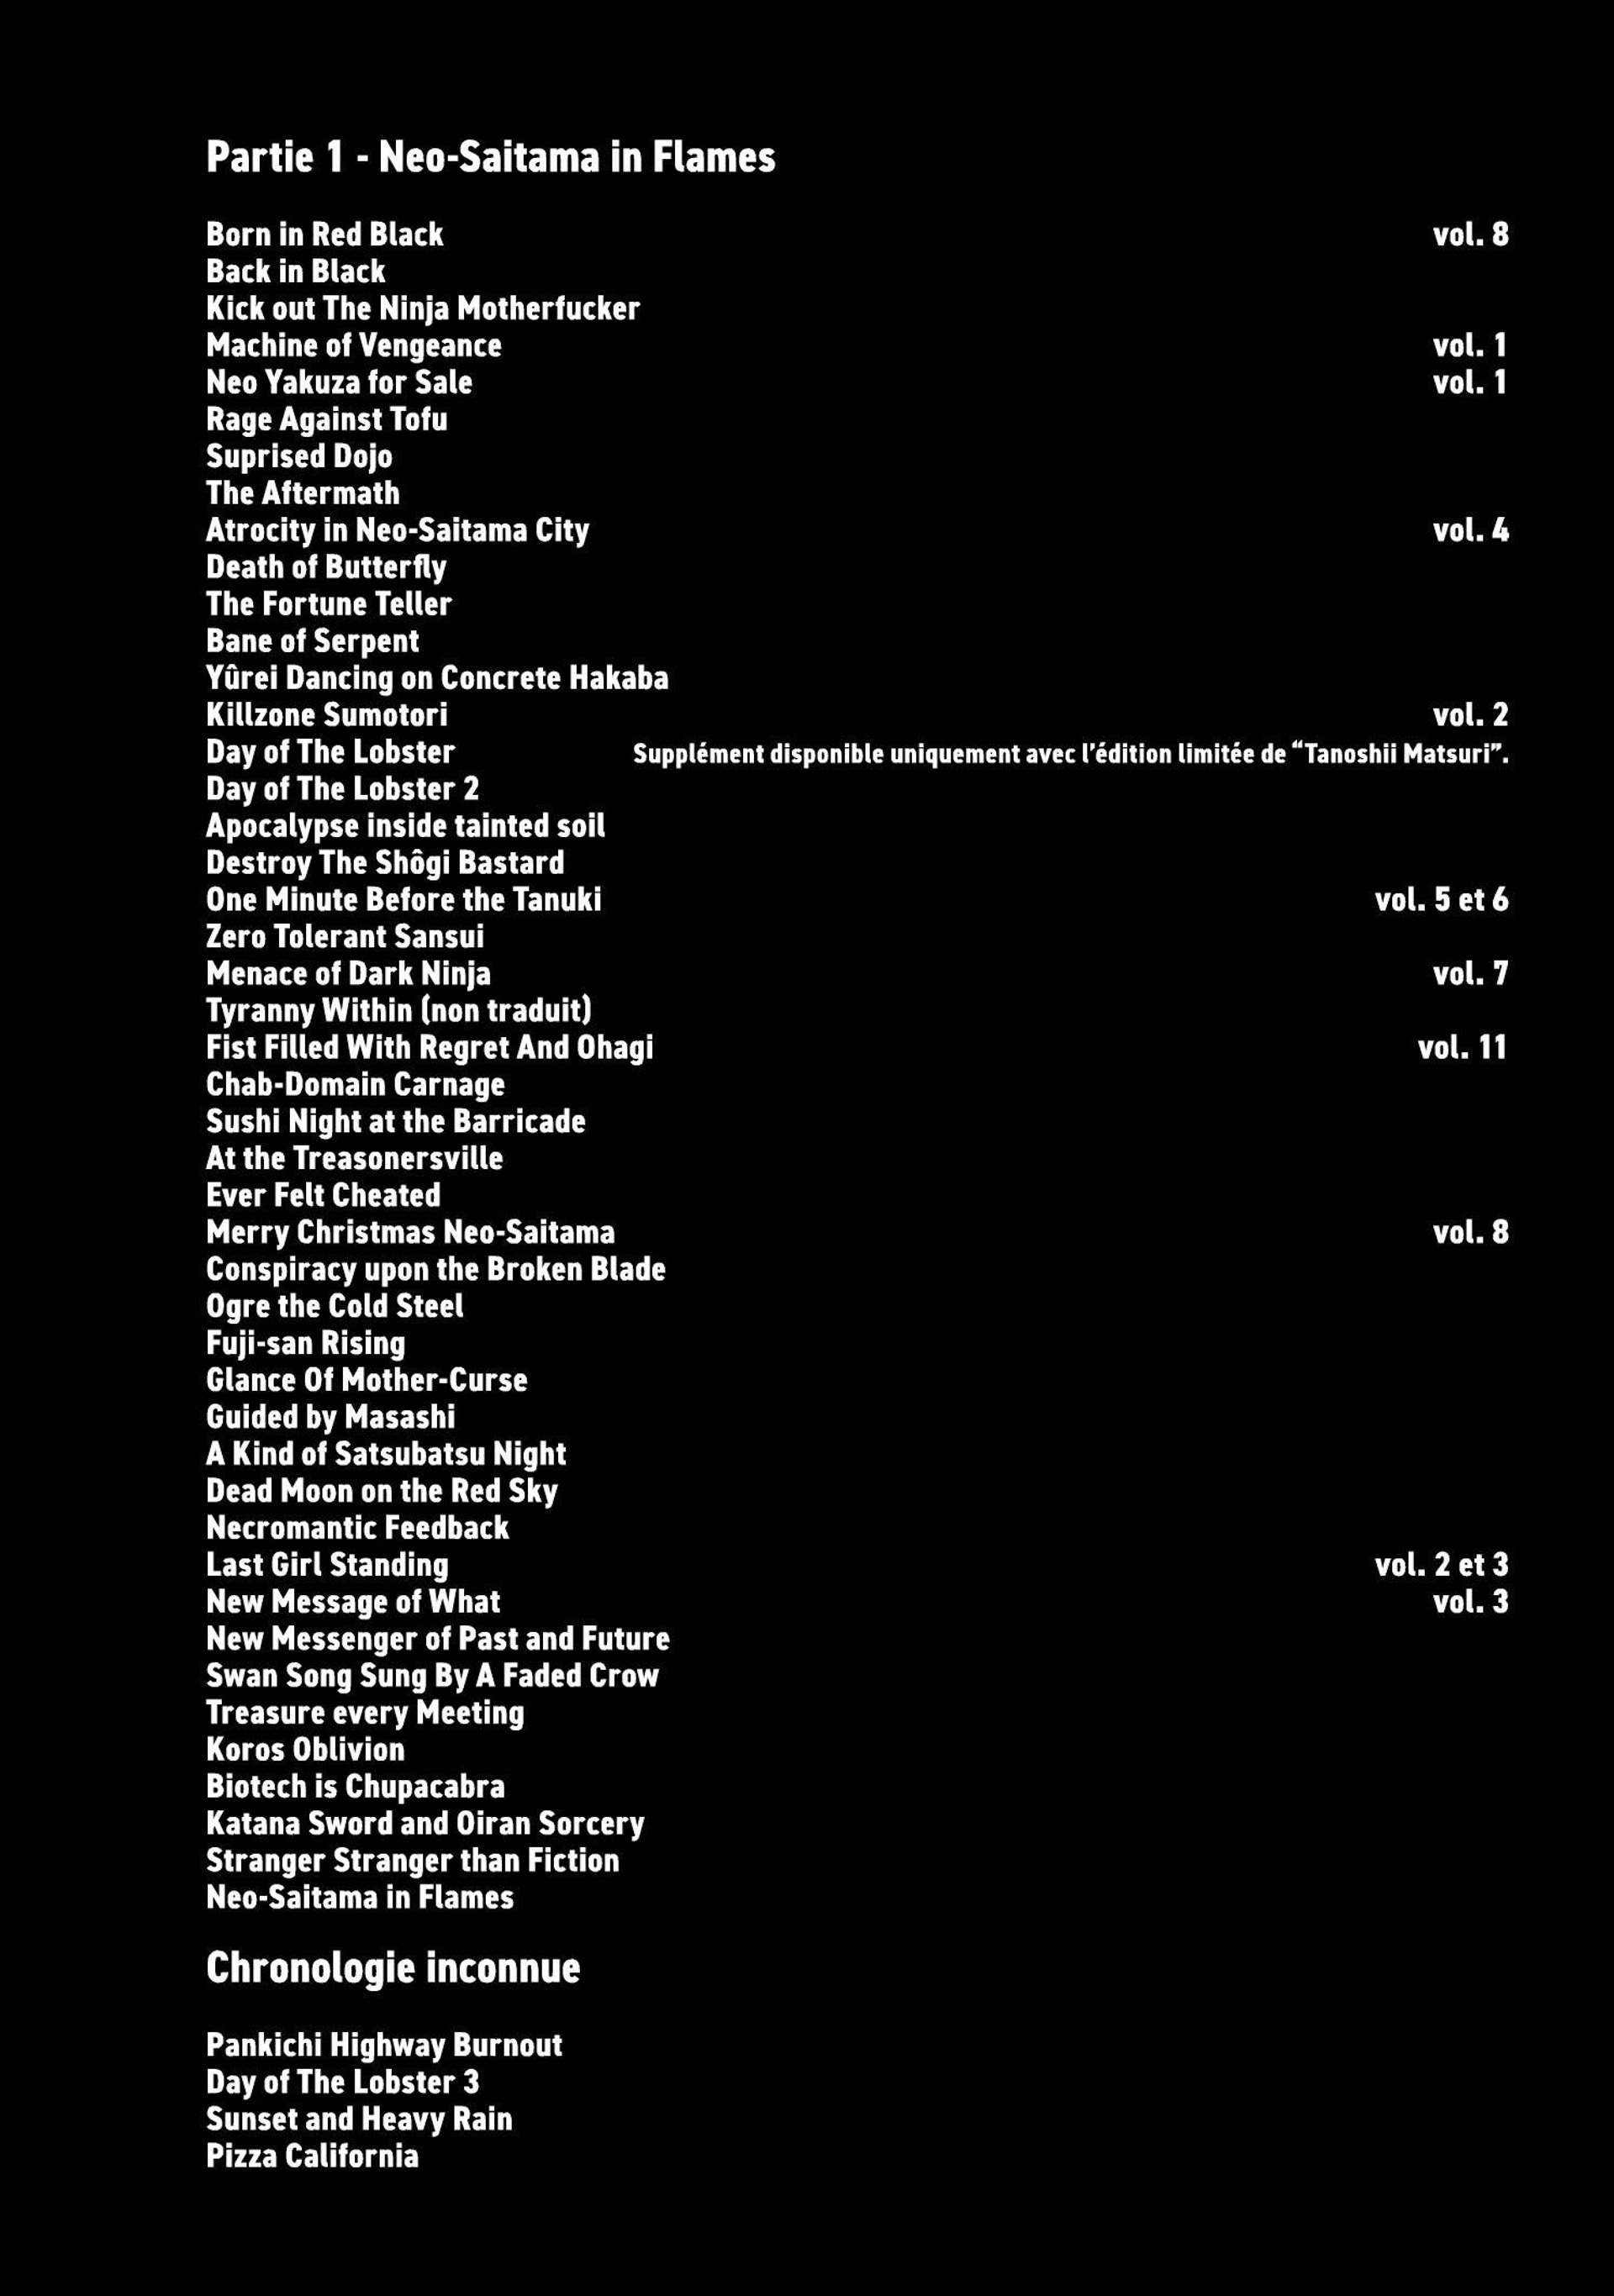 Partie 1 - Neo-Saitama in Flames
Born in Red Black vol. 8
Back in Black
Kick out The Ninja Motherfucker
Machine of Vengeance vol. 1
Neo Yakuza for Sale vol. 1
Rage Against Tofu
Suprised Dojo
The Aftermath
Atrocity in Neo-Saitama City vol. 4
Death of Butterfly
The Fortune Teller
Bane of Serpent
Yûrei Dancing on Concrete Hakaba
Killzone Sumotori vol. 2
Day of The Lobster Supplément disponible uniquement avec l’édition limitée de “Tanoshii Matsuri”.
Day of The Lobster 2
Apocalypse inside tainted soil
Destroy The Shôgi Bastard
One Minute Before the Tanuki vol. 5 et 6
Zero Tolerant Sansui
Menace of Dark Ninja vol. 7
Tyranny Within (non traduit)
Fist Filled With Regret And Ohagi vol. 11
Chab-Domain Carnage
Sushi Night at the Barricade
At the Treasonersville
Ever Felt Cheated
Merry Christmas Neo-Saitama vol. 8
Conspiracy upon the Broken Blade
Ogre the Cold Steel
Fuji-san Rising
Glance Of Mother-Curse
Guided by Masashi
A Kind of Satsubatsu Night
Dead Moon on the Red Sky
Necromantic Feedback
Last Girl Standing vol. 2 et 3
New Message of What vol. 3
New Messenger of Past and Future
Swan Song Sung By A Faded Crow
Treasure every Meeting
Koros Oblivion
Biotech is Chupacabra
Katana Sword and Oiran Sorcery
Stranger Stranger than Fiction
Neo-Saitama in Flames
Chronologie inconnue
Pankichi Highway Burnout
Day of The Lobster 3
Sunset and Heavy Rain
Pizza California